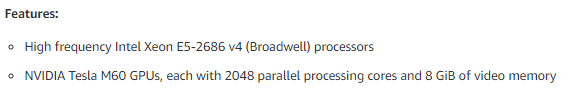 Features:
High frequency Intel Xeon E5-2686 v4 (Broadwell) processors
NVIDIA Tesla M60 GPUs, each with 2048 parallel processing cores and 8 GiB of video memory